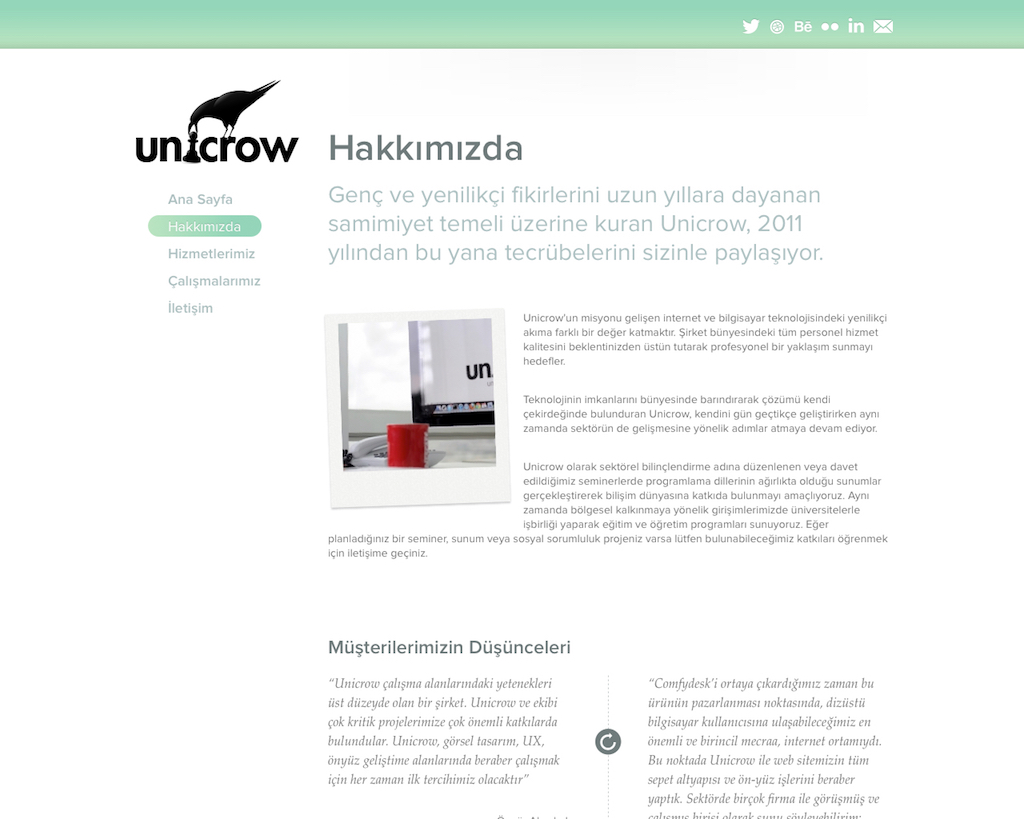 Bē
in
unicrow
Ana Sayfa
Hakkımızda
Hizmetlerimiz
Çalışmalarımız
İletişim
Hakkımızda
Genç ve yenilikçi fikirlerini uzun yıllara dayanan
samimiyet temeli üzerine kuran Unicrow, 2011
yılından bu yana tecrübelerini sizinle paylaşıyor.
un
Unicrow'un misyonu gelişen internet ve bilgisayar teknolojisindeki yenilikçi
akıma farklı bir değer katmaktır. Şirket bünyesindeki tüm personel hizmet
kalitesini beklentinizden üstün tutarak profesyonel bir yaklaşım sunmayı
hedefler.
Teknolojinin imkanlarını bünyesinde barındırarak çözümü kendi
çekirdeğinde bulunduran Unicrow, kendini gün geçtikçe geliştirirken aynı
zamanda sektörün de gelişmesine yönelik adımlar atmaya devam ediyor.
Unicrow olarak sektörel bilinçlendirme adına düzenlenen veya davet
edildiğimiz seminerlerde programlama dillerinin ağırlıkta olduğu sunumlar
gerçekleştirerek bilişim dünyasına katkıda bulunmayı amaçlıyoruz. Aynı
zamanda bölgesel kalkınmaya yönelik girişimlerimizde üniversitelerle
işbirliği yaparak eğitim ve öğretim programları sunuyoruz. Eğer
planladığınız bir seminer, sunum veya sosyal sorumluluk projeniz varsa lütfen bulunabileceğimiz katkıları öğrenmek
için iletişime geçiniz.
Müşterilerimizin Düşünceleri
“Unicrow çalışma alanlarındaki yetenekleri
üst düzeyde olan bir şirket. Unicrow ve ekibi
çok kritik projelerimize çok önemli katkılarda
bulundular. Unicrow, görsel tasarım, UX,
önyüz geliştime alanlarında beraber çalışmak
için her zaman ilk tercihimiz olacaktır”
“Comfydesk’i ortaya çıkardığımız zaman bu
ürünün pazarlanması noktasında, dizüstü
bilgisayar kullanıcısına ulaşabileceğimiz en
önemli ve birincil mecraa, internet ortamıydı.
Bu noktada Unicrow ile web sitemizin tüm
sepet altyapısı ve ön-yüz işlerini beraber
yaptık. Sektörde birçok firma ile görüşmüş ve
çalışmış birisi olarak şunu söyleyebilirim;